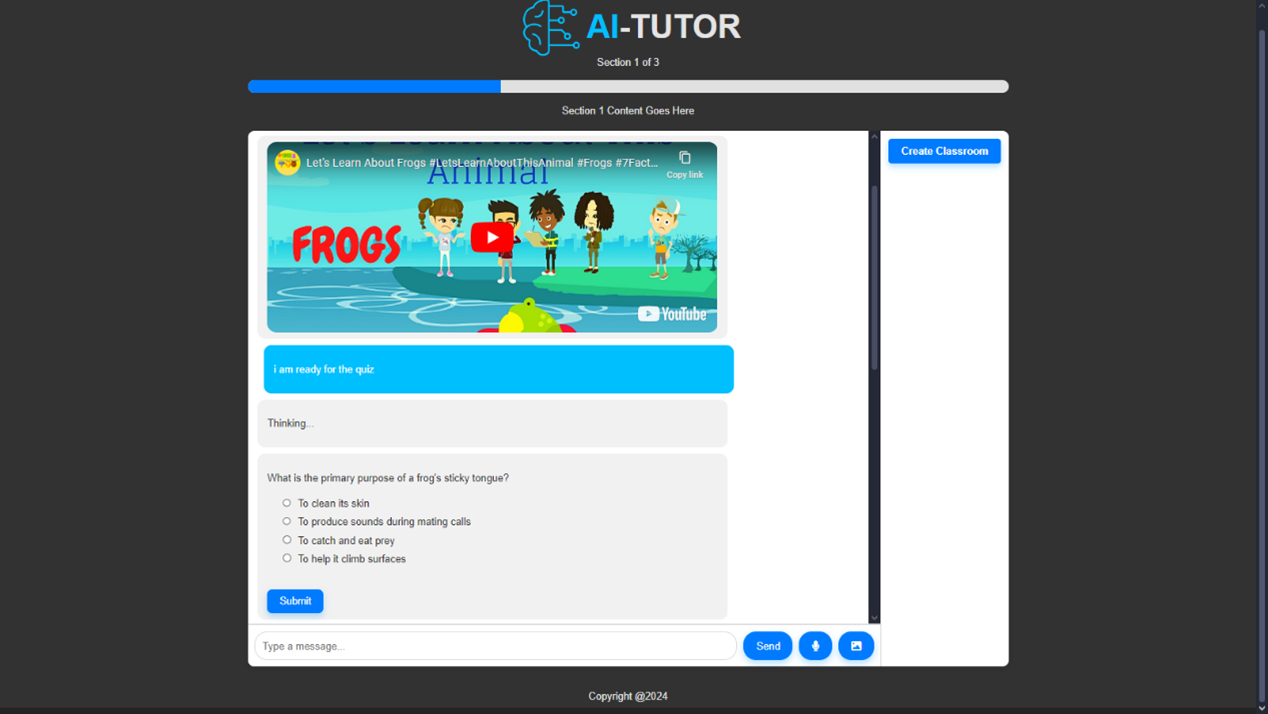 AI-TUTOR
Section 1 of 3
Section 1 Content Goes Here
Create Classroom
Let's Learn About Frogs #LetsLearnAboutThisAnimal #Frogs #7Fact...
Copy link
Animal
FROGS
YouTube
i am ready for the quiz
Thinking...
What is the primary purpose of a frog's sticky tongue?
To clean its skin
To produce sounds during mating calls
To catch and eat prey
To help it climb surfaces
Submit
Type a message...
Send
Copyright @2024